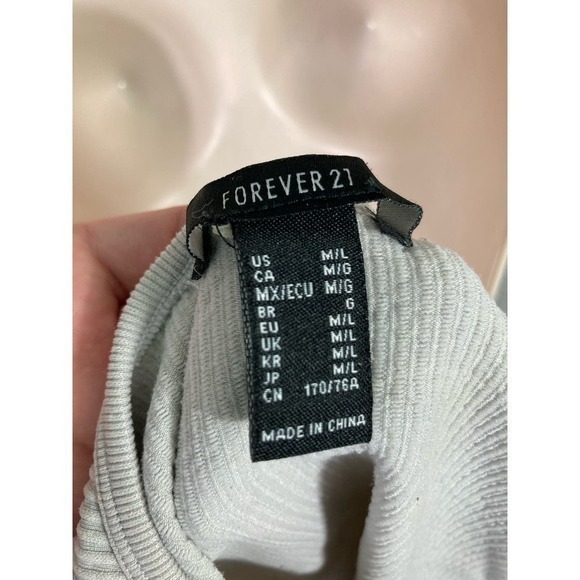 FOREVER 21
US M/L
CA M/G
MX/ECU M/G
BR G
EU M/L
UK M/L
KR M/L
JP M/L
CN 170/76A
MADE IN CHINA